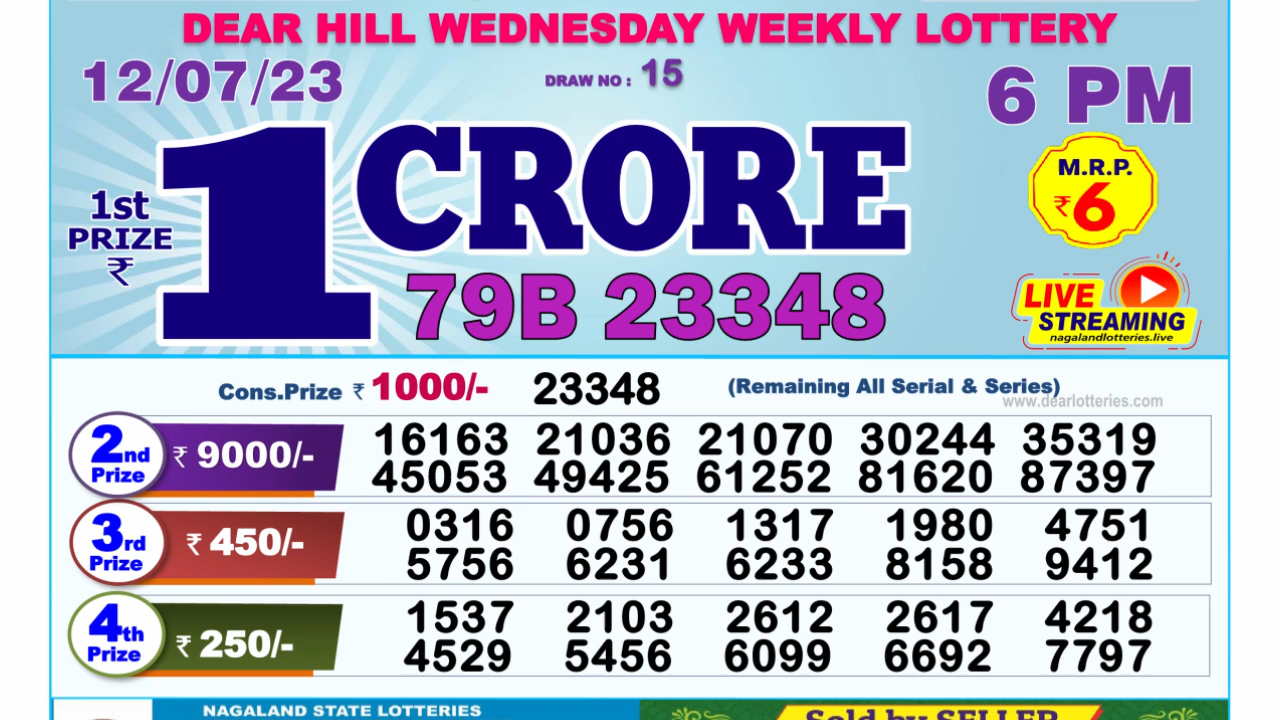 DEAR HILL WEDNESDAY WEEKLY LOTTERY
12/07/23
DRAW NO : 15
6 PM
1st PRIZE ₹ 1 CRORE
M.R.P. ₹6
79B 23348
LIVE STREAMING
nagalandlotteries.live
Cons.Prize ₹ 1000/- 23348 (Remaining All Serial & Series)
www.dearlotteries.com
2nd Prize ₹ 9000/-
16163 21036 21070 30244 35319
45053 49425 61252 81620 87397
3rd Prize ₹ 450/-
0316 0756 1317 1980 4751
5756 6231 6233 8158 9412
4th Prize ₹ 250/-
1537 2103 2612 2617 4218
4529 5456 6099 6692 7797
NAGALAND STATE LOTTERIES
Sold by SELLER